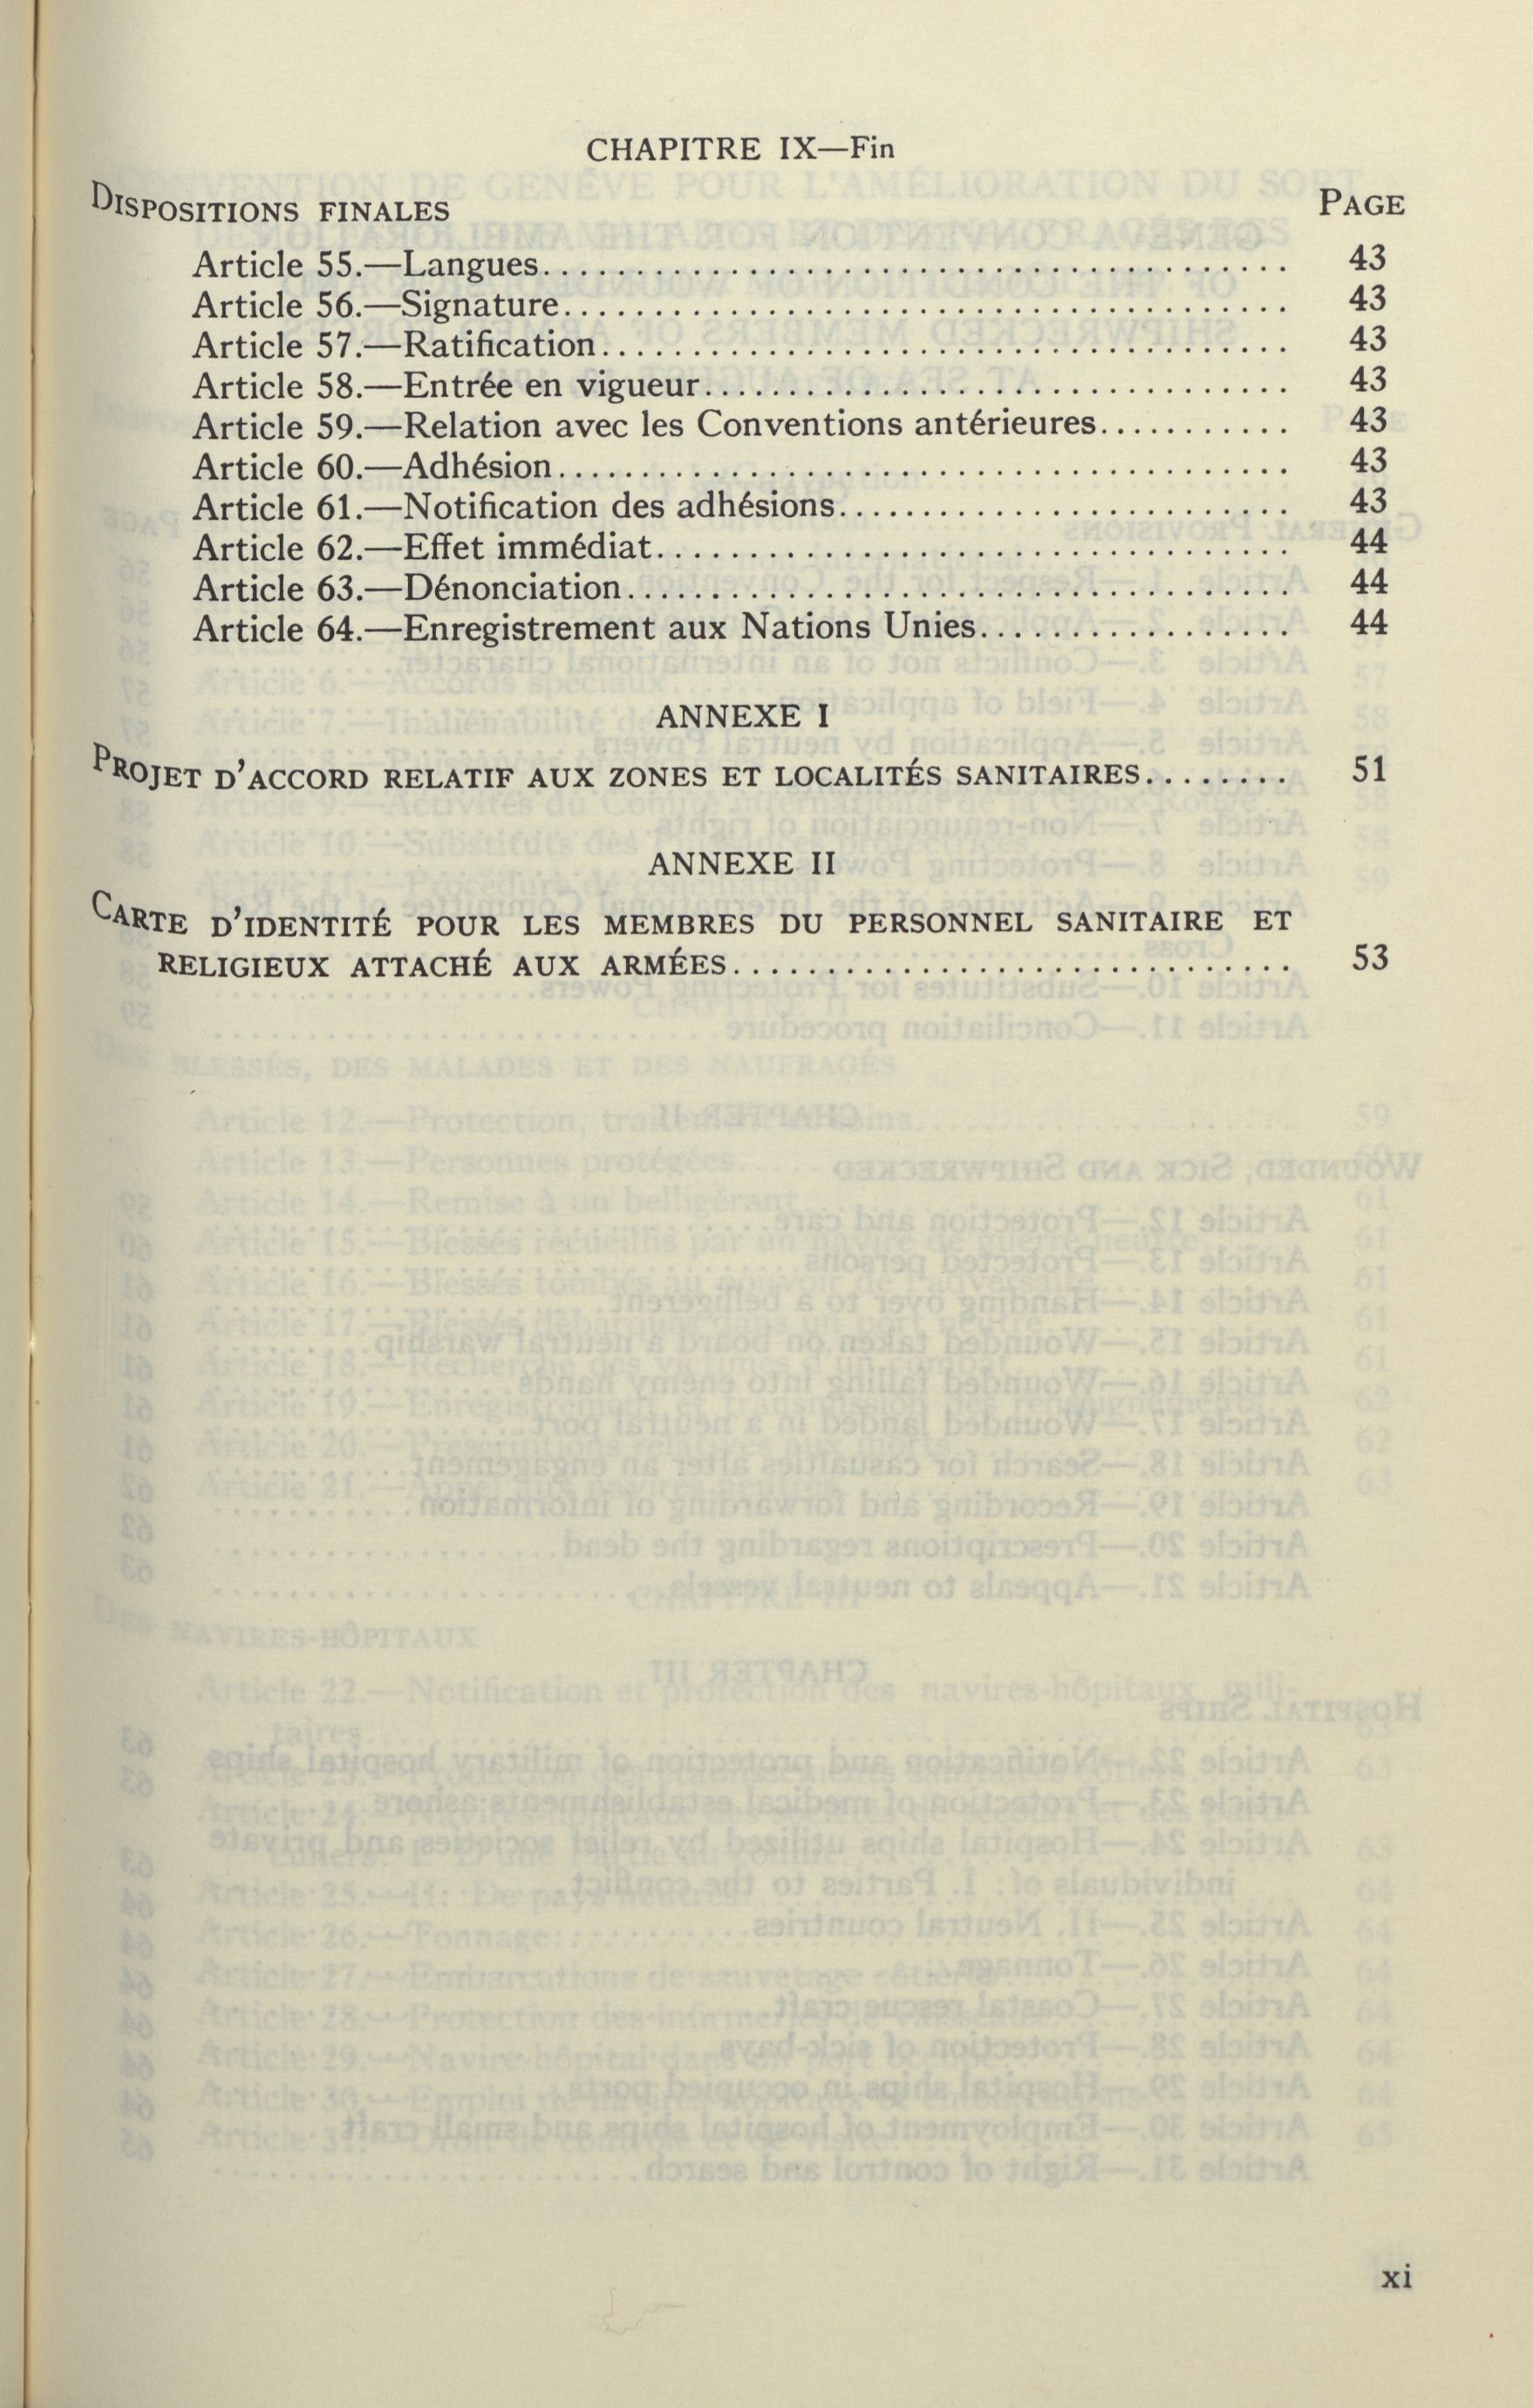 CHAPITRE IX—Fin
DISPOSITIONS FINALES PAGE
Article 55.—Langues........................................ 43
Article 56.—Signature....................................... 43
Article 57.—Ratification..................................... 43
Article 58.—Entrée en vigueur................................ 43
Article 59.—Relation avec les Conventions antérieures........... 43
Article 60.—Adhésion........................................ 43
Article 61.—Notification des adhésions......................... 43
Article 62.—Effet immédiat................................... 44
Article 63.—Dénonciation.................................... 44
Article 64.—Enregistrement aux Nations Unies................. 44
ANNEXE I
PROJET D'ACCORD RELATIF AUX ZONES ET LOCALITÉS SANITAIRES........ 51
ANNEXE II
CARTE D'IDENTITÉ POUR LES MEMBRES DU PERSONNEL SANITAIRE ET
RELIGIEUX ATTACHÉ AUX ARMÉES.............................. 53
xi